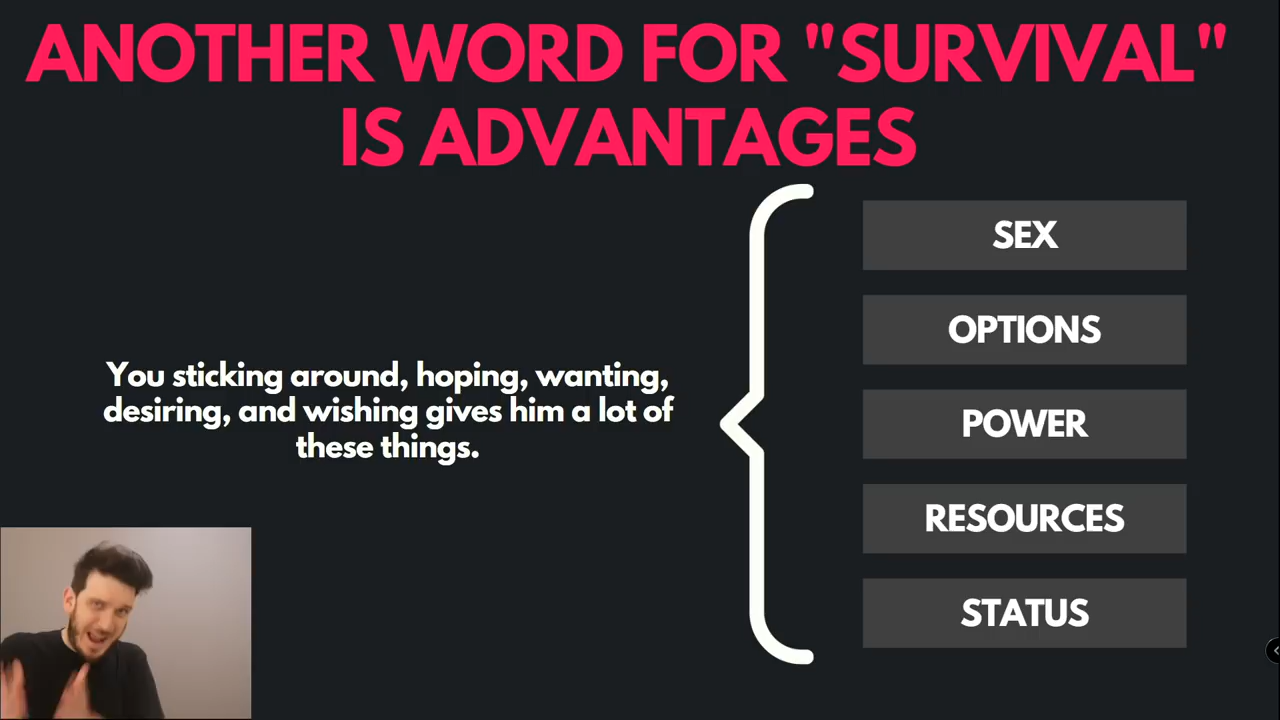 ANOTHER WORD FOR "SURVIVAL"
IS ADVANTAGES
You sticking around, hoping, wanting,
desiring, and wishing gives him a lot of
these things.
SEX
OPTIONS
POWER
RESOURCES
STATUS